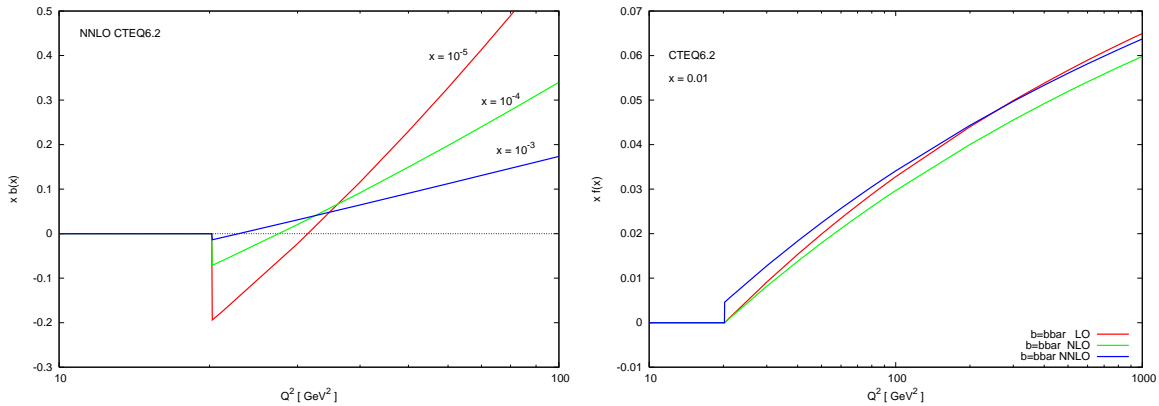 NNLO CTEQ6.2
x = 10^-5
x = 10^-4
x = 10^-3
x b(x)
0.5
0.4
0.3
0.2
0.1
0
-0.1
-0.2
-0.3
10
100
Q^2 [ GeV^2 ]
CTEQ6.2
x = 0.01
x f(x)
0.07
0.06
0.05
0.04
0.03
0.02
0.01
0
-0.01
b=bbar LO
b=bbar NLO
b=bbar NNLO
10
100
1000
Q^2 [ GeV^2 ]